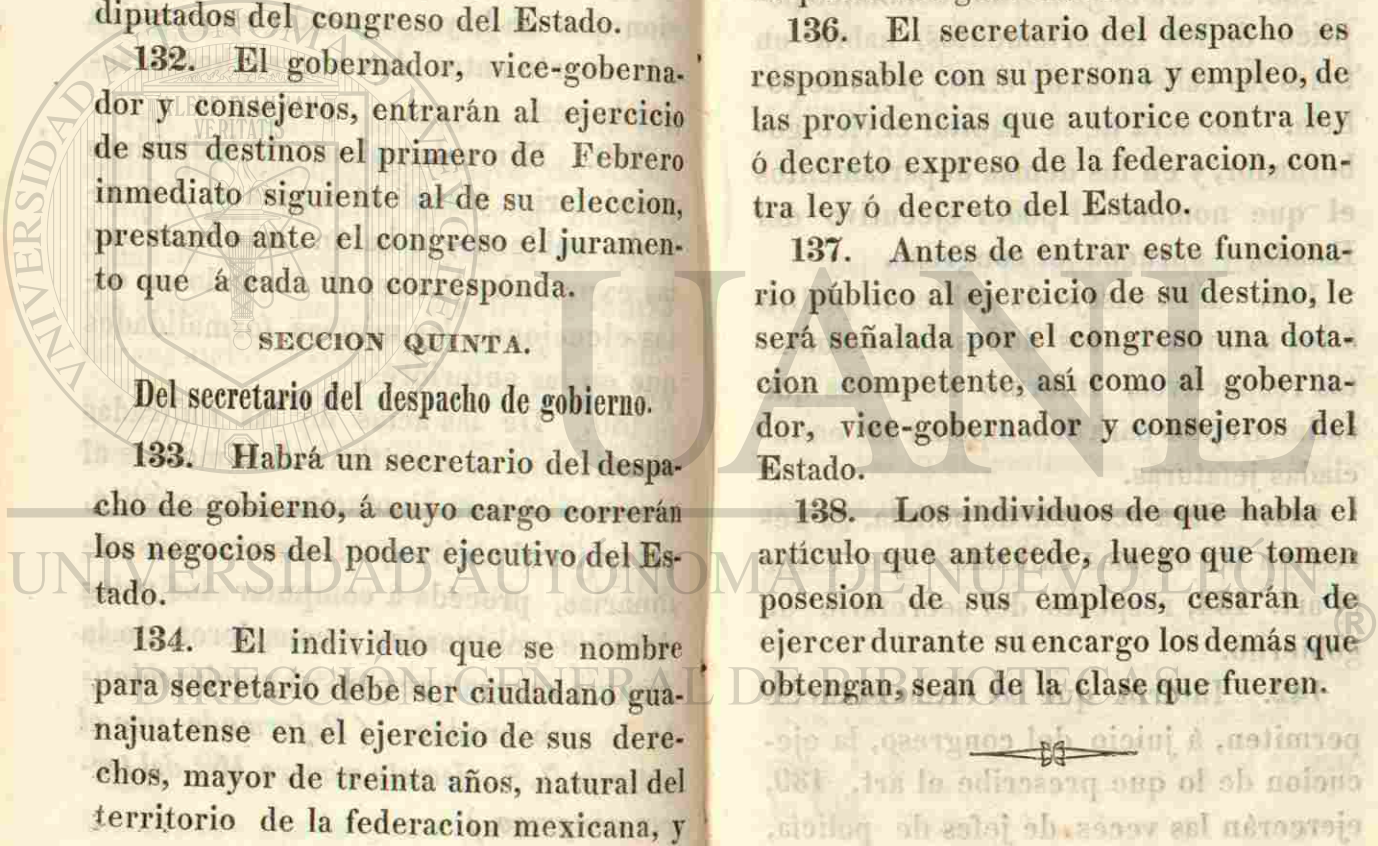 diputados del congreso del Estado.
132. El gobernador, vice-goberna-
dor y consejeros, entrarán al ejercicio
de sus destinos el primero de Febrero
inmediato siguiente al de su eleccion,
prestando ante el congreso el juramen-
to que á cada uno corresponda.
SECCION QUINTA.
Del secretario del despacho de gobierno.
133. Habrá un secretario del despa-
cho de gobierno, á cuyo cargo correrán
los negocios del poder ejecutivo del Es-
tado.
134. El individuo que se nombre
para secretario debe ser ciudadano gua-
najuatense en el ejercicio de sus dere-
chos, mayor de treinta años, natural del
territorio de la federacion mexicana, y
136. El secretario del despacho es
responsable con su persona y empleo, de
las providencias que autorice contra ley
ó decreto expreso de la federacion, con-
tra ley ó decreto del Estado.
137. Antes de entrar este funciona-
rio público al ejercicio de su destino, le
será señalada por el congreso una dota-
cion competente, así como al goberna-
dor, vice-gobernador y consejeros del
Estado.
138. Los individuos de que habla el
artículo que antecede, luego que tomen
posesion de sus empleos, cesarán de
ejercer durante su encargo los demás que
obtengan, sean de la clase que fueren.
UANL
UNIVERSIDAD AUTÓNOMA DE NUEVO LEÓN
®
DIRECCIÓN GENERAL DE BIBLIOTECAS
UNIVERSIDAD AUTÓNOMA DE NUEVO LEÓN
VERITATIS